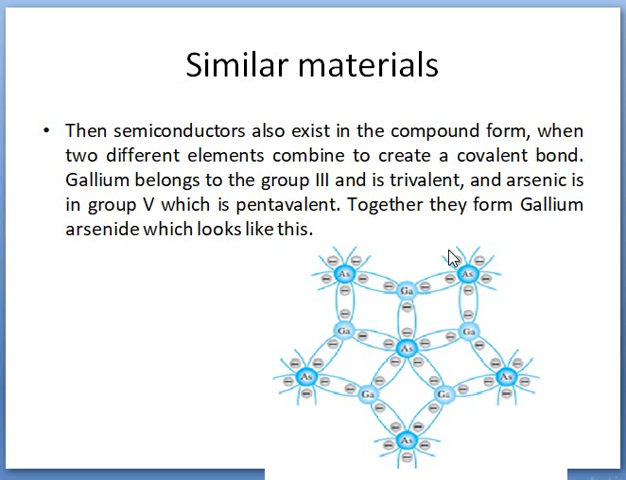 Similar materials
• Then semiconductors also exist in the compound form, when
two different elements combine to create a covalent bond.
Gallium belongs to the group III and is trivalent, and arsenic is
in group V which is pentavalent. Together they form Gallium
arsenide which looks like this.
As As
Ga
Ga Ga
As
As As
Ga Ga
As